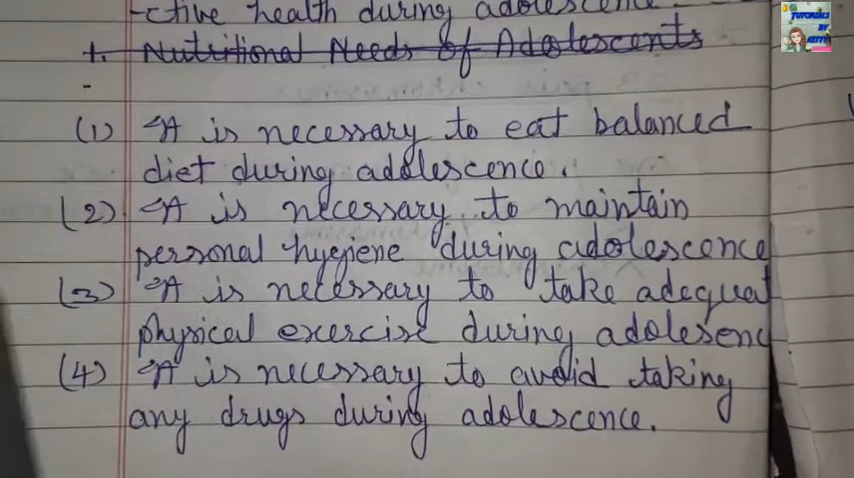 -ctive health during adolescence.
+. Nutritional Needs of Adolescents
-
(1) It is necessary to eat balanced
diet during adolescence.
(2) It is necessary to maintain
personal hygiene during adolescence
(3) It is necessary to take adequat
physical exercise during adolesenc
(4) It is necessary to avoid taking
any drugs during adolescence.
TUTORIALS
BY